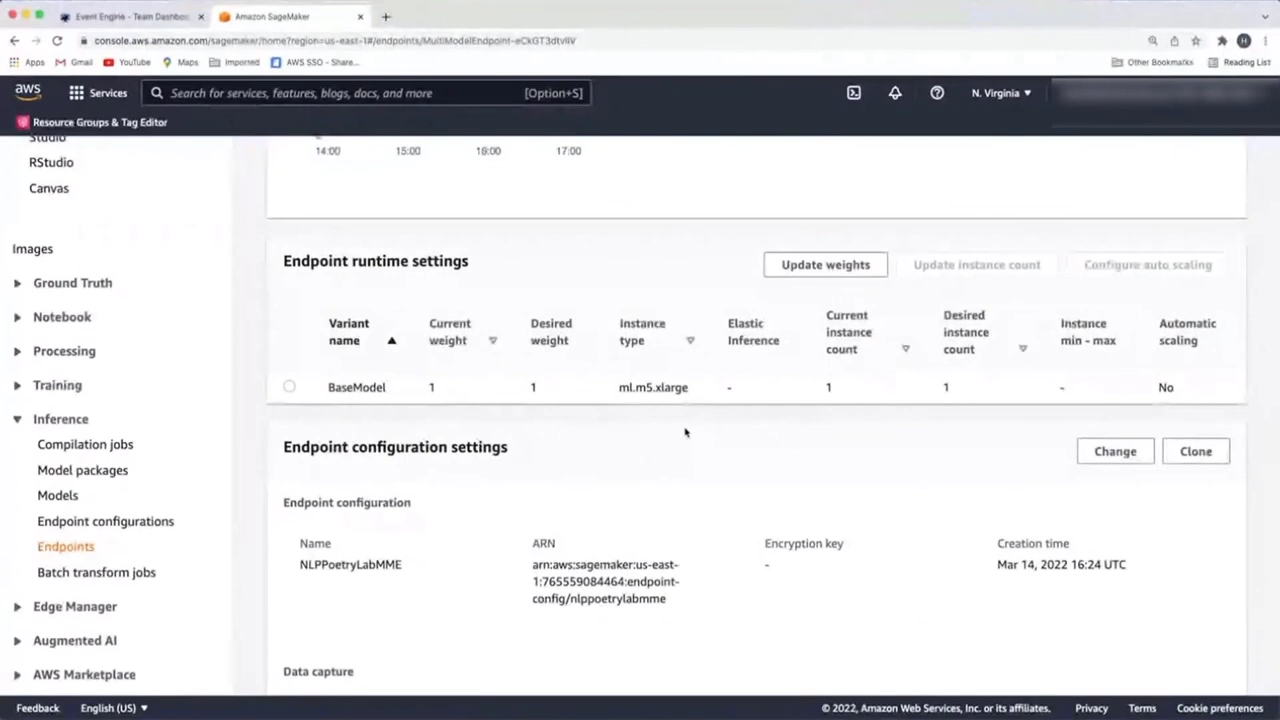 Event Engine - Team Dashbo
Amazon SageMaker
console.aws.amazon.com/sagemaker/home?region=us-east-1#/endpoints/MultiModelEndpoint-eCkGT3dtvIIV
Apps
Gmail
YouTube
Maps
Imported
AWS SSO - Share...
Other Bookmarks
Reading List
aws
Services
Search for services, features, blogs, docs, and more
[Option+S]
N. Virginia
Resource Groups & Tag Editor
Studio
RStudio
Canvas
Images
Ground Truth
Notebook
Processing
Training
Inference
Compilation jobs
Model packages
Models
Endpoint configurations
Endpoints
Batch transform jobs
Edge Manager
Augmented AI
AWS Marketplace
14:00 15:00 16:00 17:00
Endpoint runtime settings
Update weights
Update instance count
Configure auto scaling
Variant name
Current weight
Desired weight
Instance type
Elastic Inference
Current instance count
Desired instance count
Instance min - max
Automatic scaling
BaseModel 1 1 ml.m5.xlarge - 1 1 - No
Endpoint configuration settings
Change
Clone
Endpoint configuration
Name
NLPPoetryLabMME
ARN
arn:aws:sagemaker:us-east-
1:765559084464:endpoint-
config/nlppoetrylabmme
Encryption key
-
Creation time
Mar 14, 2022 16:24 UTC
Data capture
Feedback
English (US)
© 2022, Amazon Web Services, Inc. or its affiliates.
Privacy
Terms
Cookie preferences